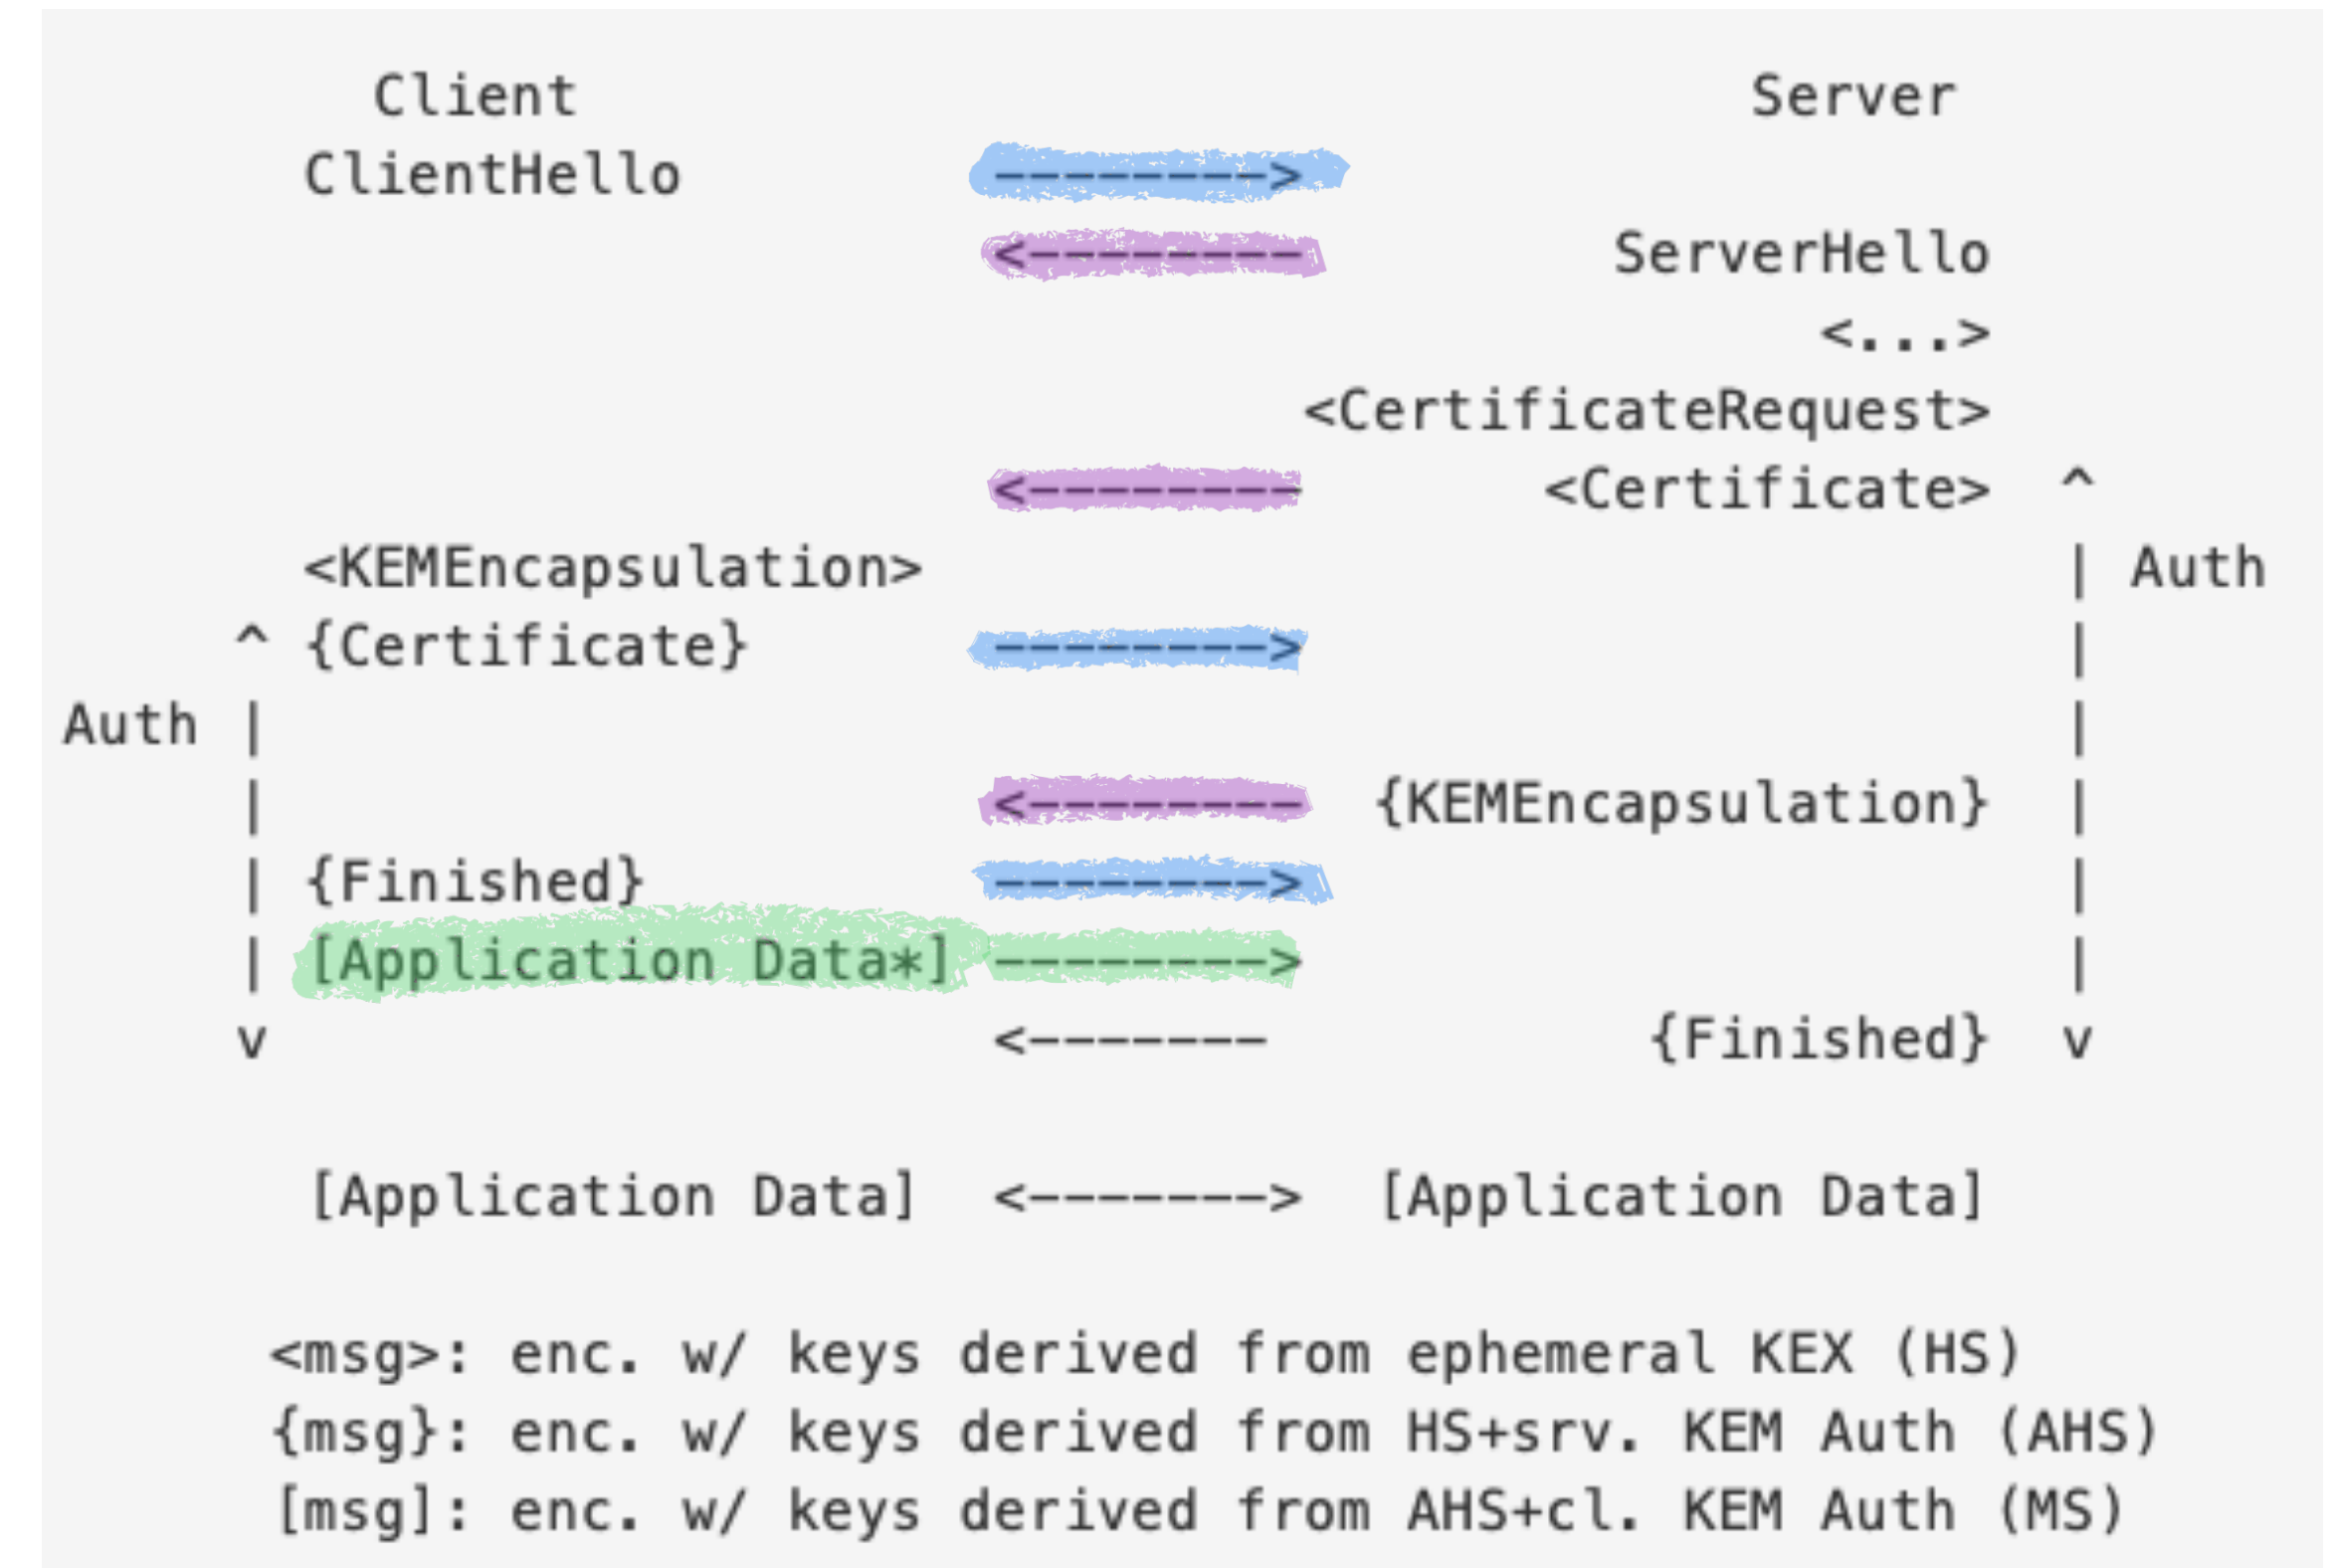 Client Server
ClientHello -------->
<-------- ServerHello
<...>
<CertificateRequest>
<-------- <Certificate> ^
<KEMEncapsulation> | Auth
^ {Certificate} --------> |
Auth | |
| <-------- {KEMEncapsulation} |
| {Finished} --------> |
| [Application Data*] --------> |
v <------- {Finished} v
[Application Data] <-------> [Application Data]
<msg>: enc. w/ keys derived from ephemeral KEX (HS)
{msg}: enc. w/ keys derived from HS+srv. KEM Auth (AHS)
[msg]: enc. w/ keys derived from AHS+cl. KEM Auth (MS)